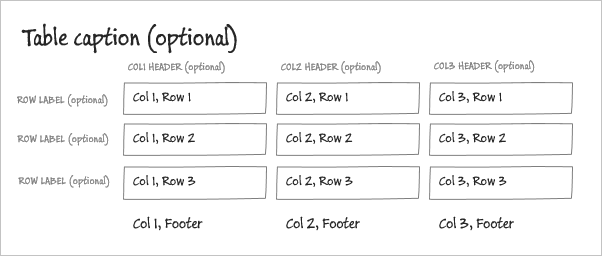 Table caption (optional)
COL1 HEADER (optional) COL2 HEADER (optional) COL3 HEADER (optional)
ROW LABEL (optional) Col 1, Row 1 Col 2, Row 1 Col 3, Row 1
ROW LABEL (optional) Col 1, Row 2 Col 2, Row 2 Col 3, Row 2
ROW LABEL (optional) Col 1, Row 3 Col 2, Row 3 Col 3, Row 3
Col 1, Footer Col 2, Footer Col 3, Footer